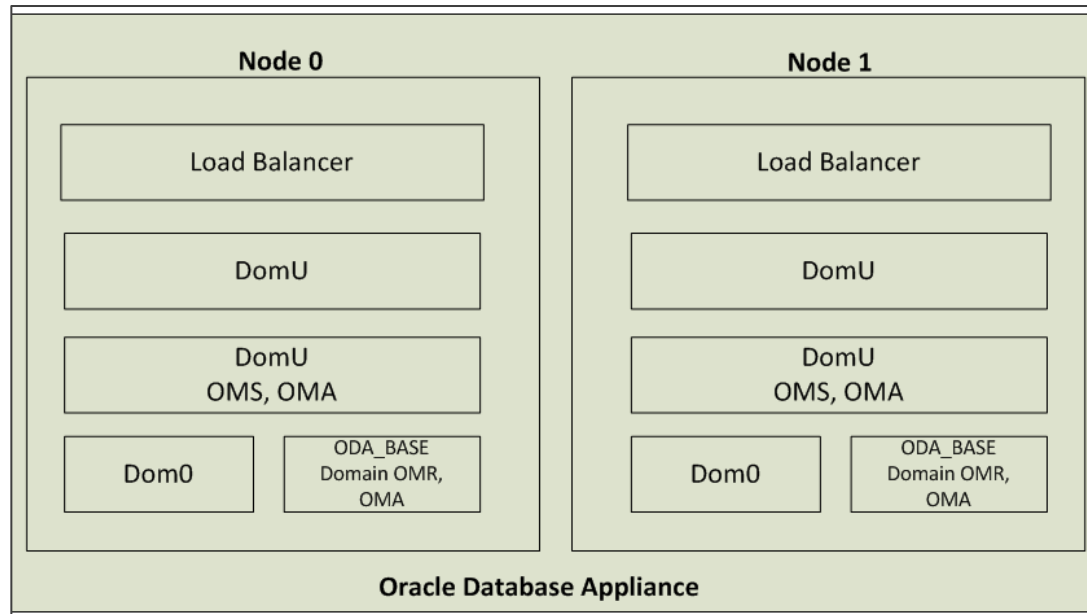 Node 0
Load Balancer
DomU
DomU
OMS, OMA
Dom0
ODA_BASE
Domain OMR,
OMA
Node 1
Load Balancer
DomU
DomU
OMS, OMA
Dom0
ODA_BASE
Domain OMR,
OMA
Oracle Database Appliance